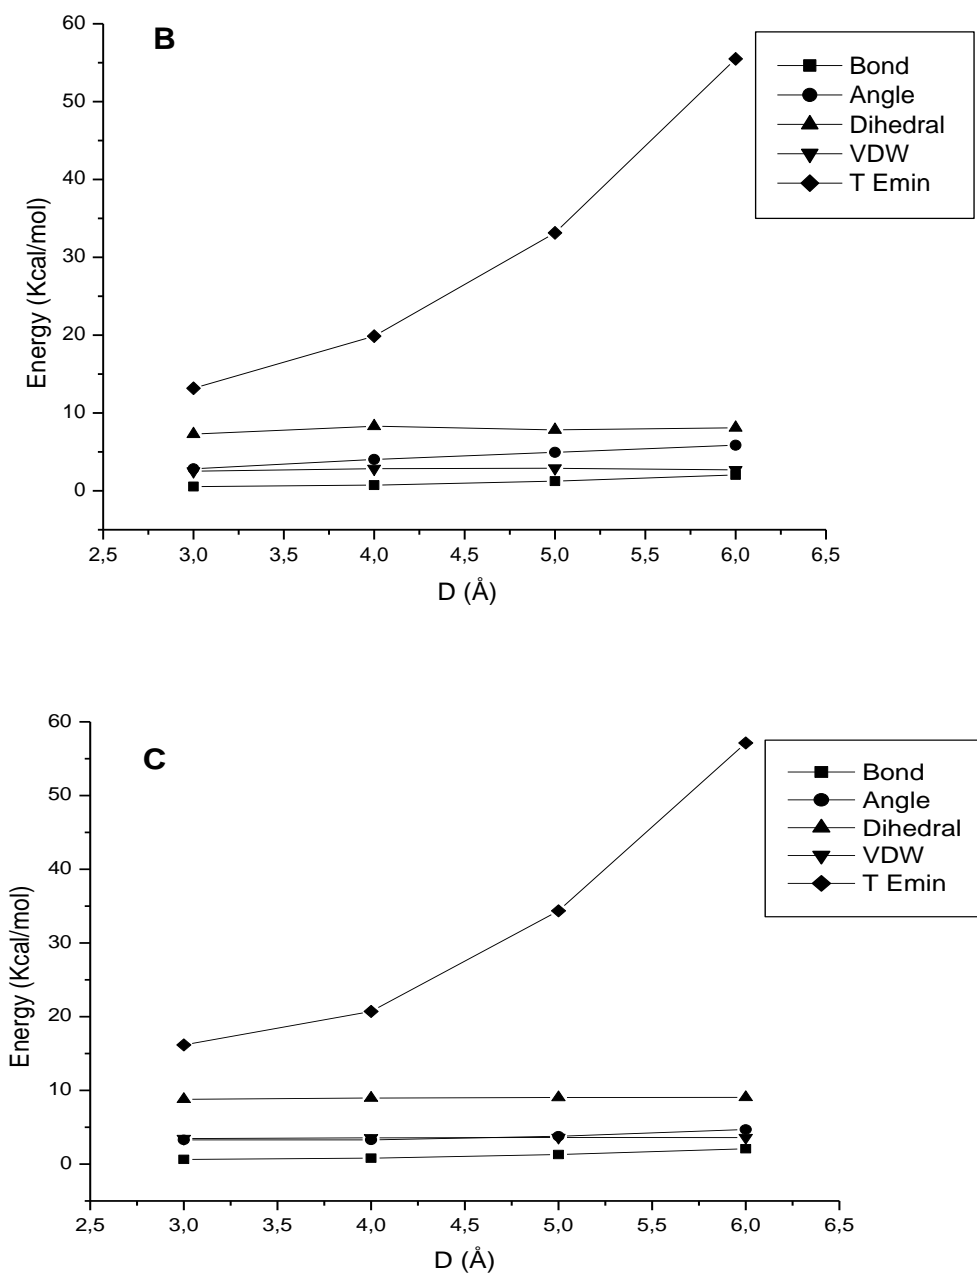 B
60
50
40
30
20
10
0
Energy (Kcal/mol)
2,5 3,0 3,5 4,0 4,5 5,0 5,5 6,0 6,5
D (Å)
Bond
Angle
Dihedral
VDW
T Emin
C
60
50
40
30
20
10
0
Energy (Kcal/mol)
2,5 3,0 3,5 4,0 4,5 5,0 5,5 6,0 6,5
D (Å)
Bond
Angle
Dihedral
VDW
T Emin